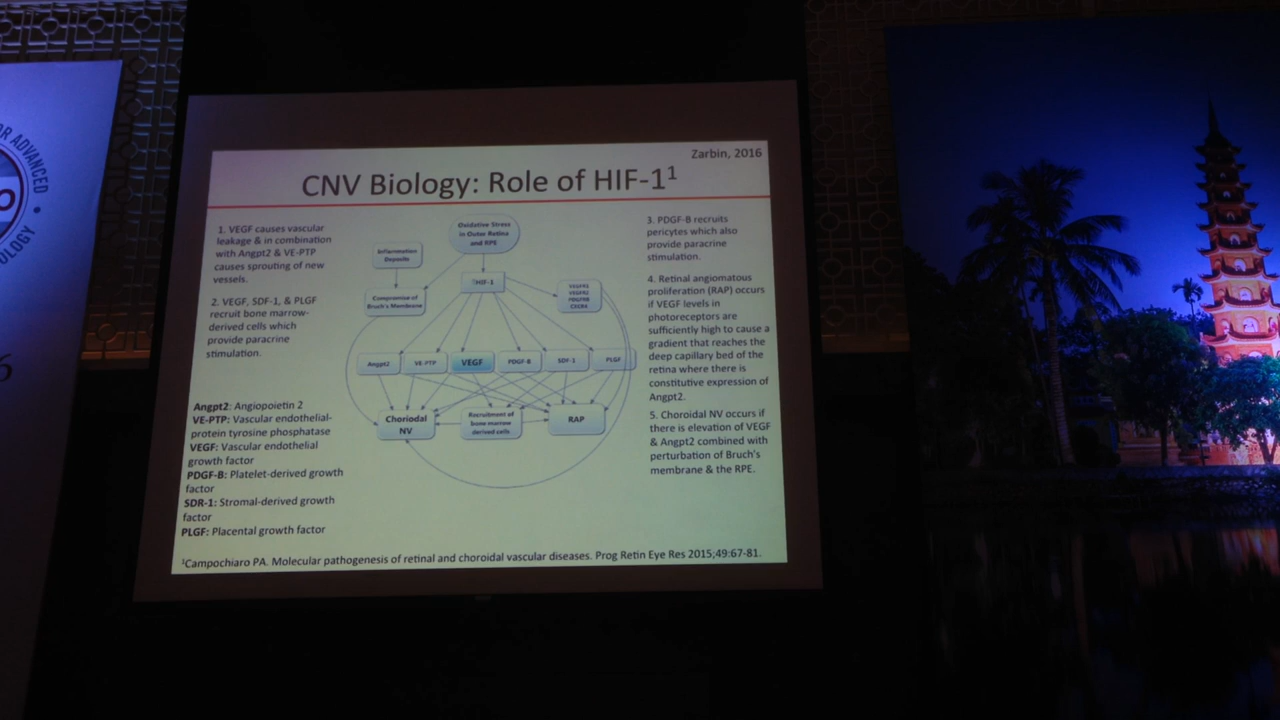 OR ADVANCED
O
OLOGY
6
Zarbin, 2016
CNV Biology: Role of HIF-1¹
1. VEGF causes vascular
leakage & in combination
with Angpt2 & VE-PTP
causes sprouting of new
vessels.
2. VEGF, SDF-1, & PLGF
recruit bone marrow-
derived cells which
provide paracrine
stimulation.
Angpt2: Angiopoietin 2
VE-PTP: Vascular endothelial-
protein tyrosine phosphatase
VEGF: Vascular endothelial
growth factor
PDGF-B: Platelet-derived growth
factor
SDR-1: Stromal-derived growth
factor
PLGF: Placental growth factor
Oxidative Stress
in Outer Retina
and RPE
Inflammation
Deposits
↑HIF-1
Compromise of
Bruch's Membrane
VEGFR1
VEGFR2
PDGFRB
CXCR4
Angpt2
VE-PTP
VEGF
PDGF-B
SDF-1
PLGF
Choriodal
NV
Recruitment of
bone marrow
derived cells
RAP
3. PDGF-B recruits
pericytes which also
provide paracrine
stimulation.
4. Retinal angiomatous
proliferation (RAP) occurs
if VEGF levels in
photoreceptors are
sufficiently high to cause a
gradient that reaches the
deep capillary bed of the
retina where there is
constitutive expression of
Angpt2.
5. Choroidal NV occurs if
there is elevation of VEGF
& Angpt2 combined with
perturbation of Bruch's
membrane & the RPE.
¹Campochiaro PA. Molecular pathogenesis of retinal and choroidal vascular diseases. Prog Retin Eye Res 2015;49:67-81.